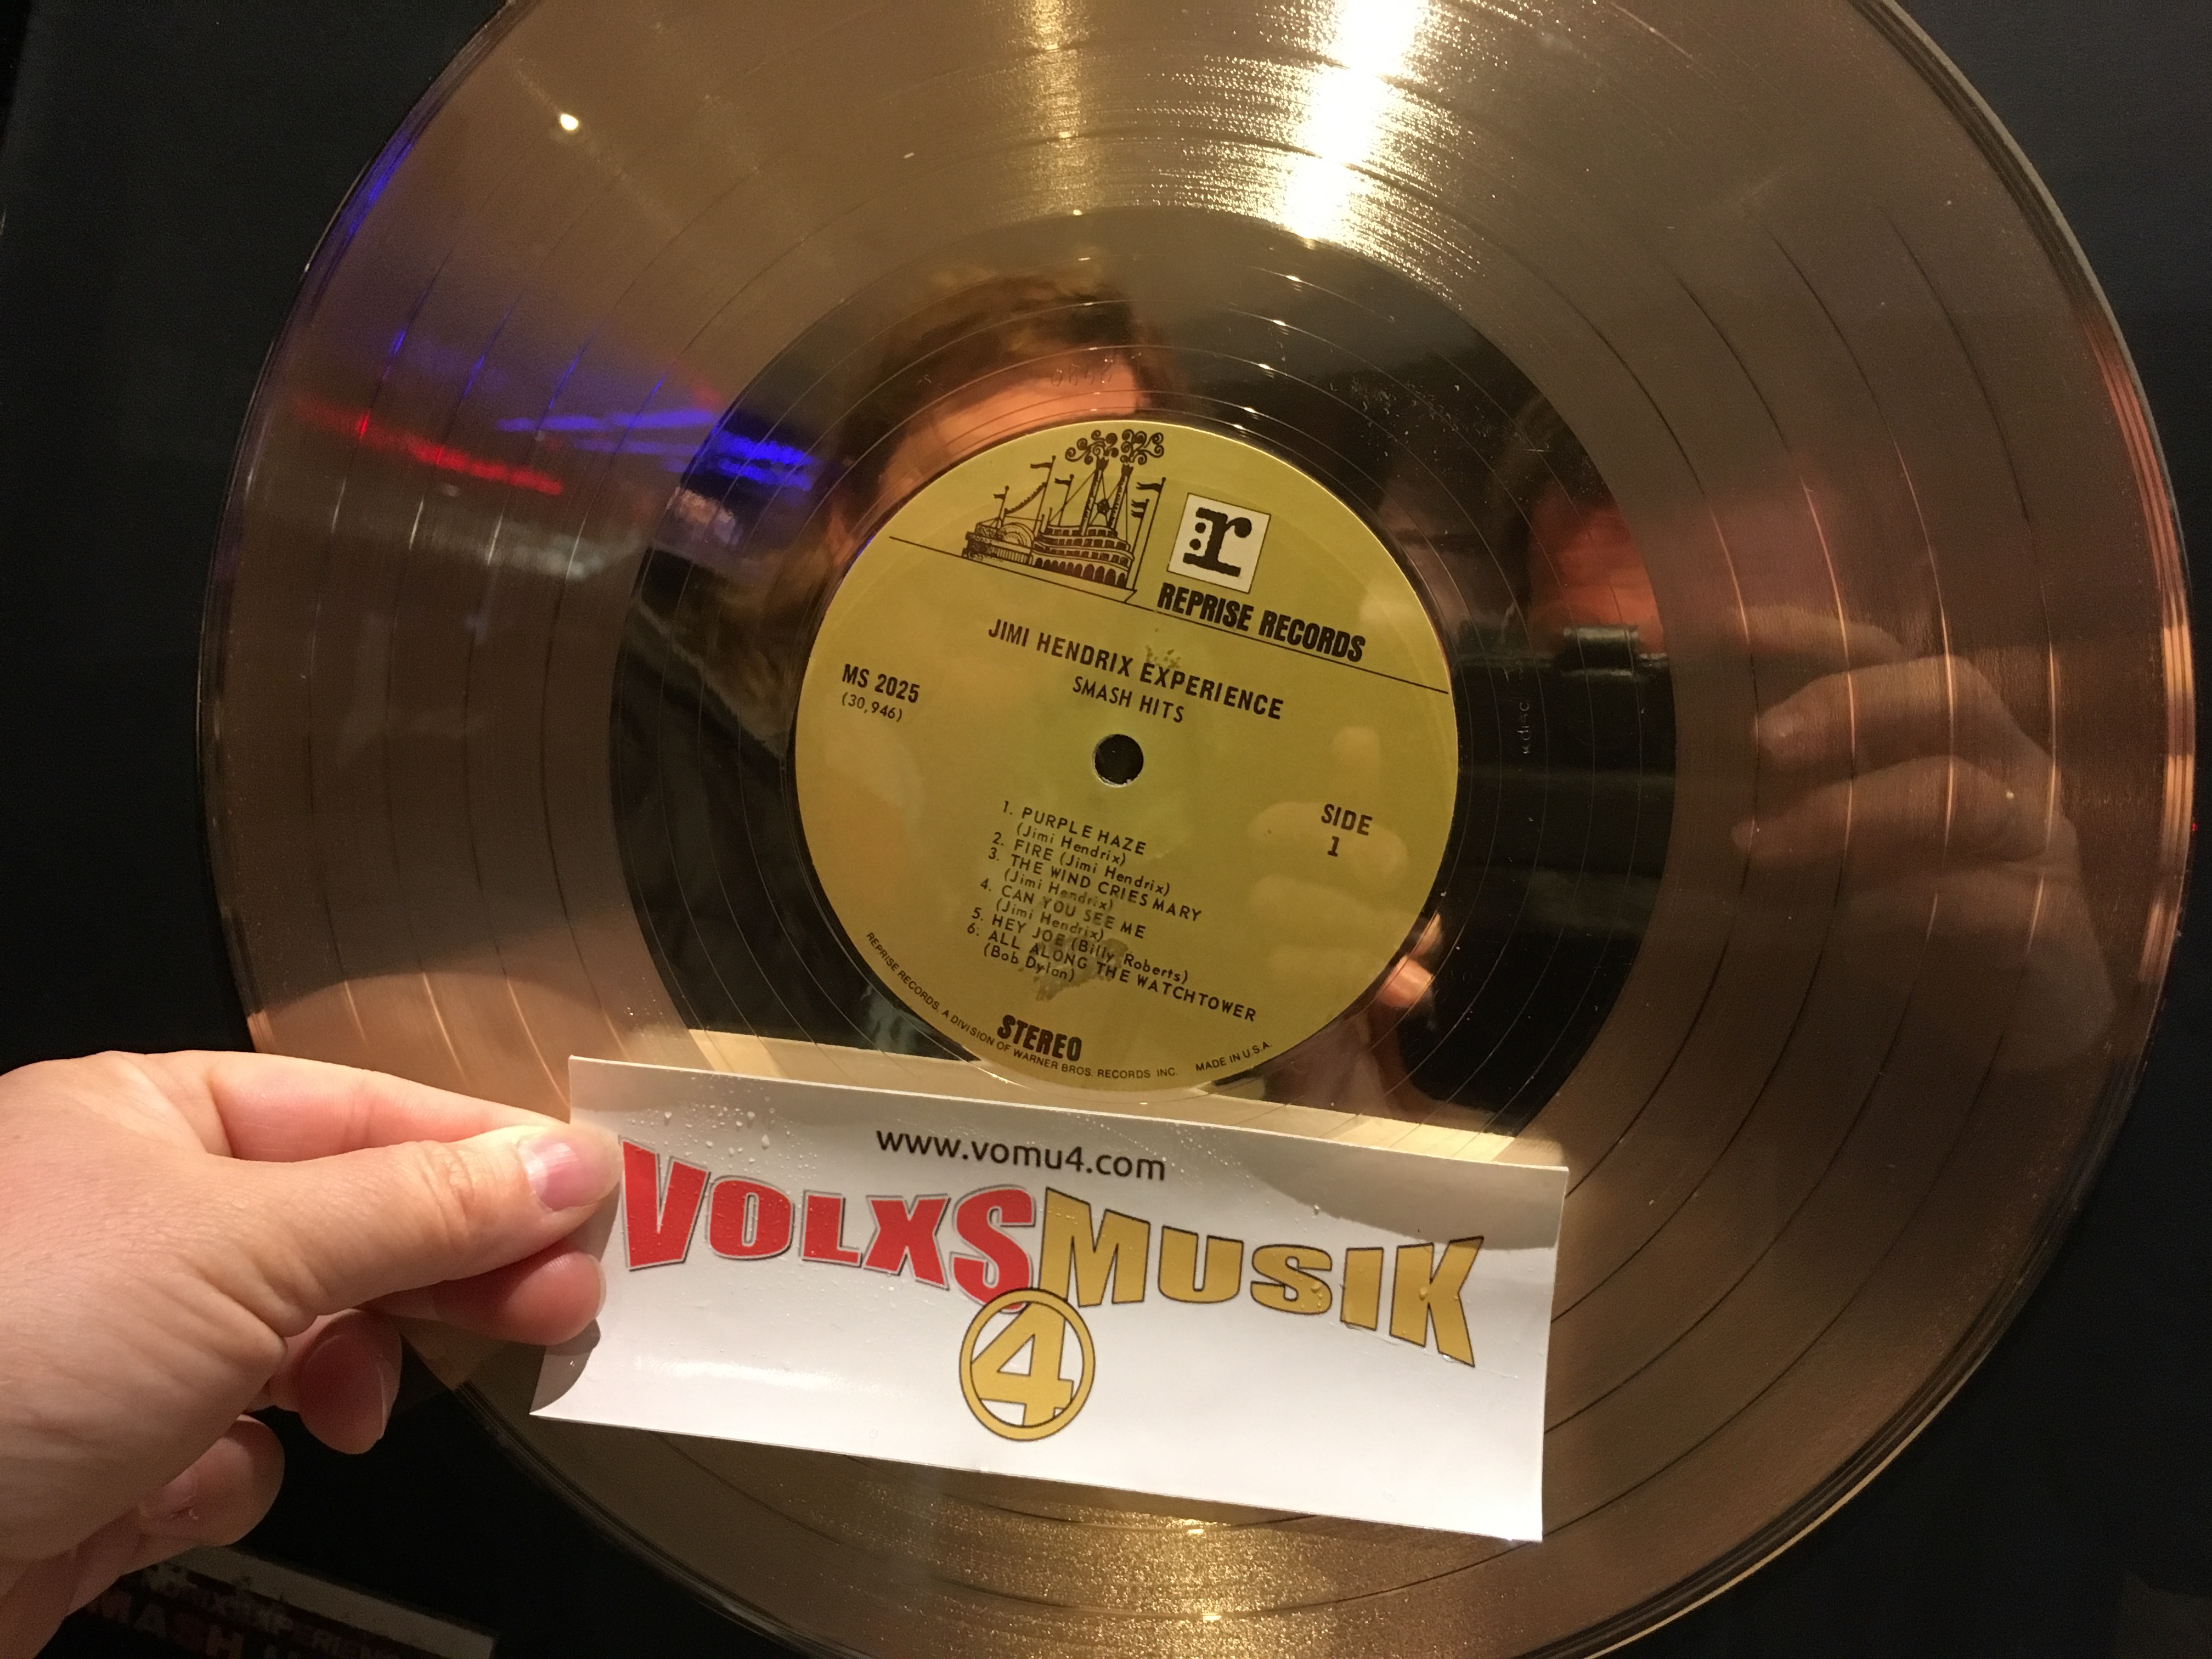 r
REPRISE RECORDS
JIMI HENDRIX EXPERIENCE
SMASH HITS
MS 2025
(30,946)
SIDE
1
1. PURPLE HAZE
(Jimi Hendrix)
2. FIRE (Jimi Hendrix)
3. THE WIND CRIES MARY
(Jimi Hendrix)
4. CAN YOU SEE ME
(Jimi Hendrix)
5. HEY JOE (Billy Roberts)
6. ALL ALONG THE WATCHTOWER
(Bob Dylan)
STEREO
REPRISE RECORDS, A DIVISION OF WARNER BROS. RECORDS INC. MADE IN U.S.A.
www.vomu4.com
VOLXSMUSIK
4